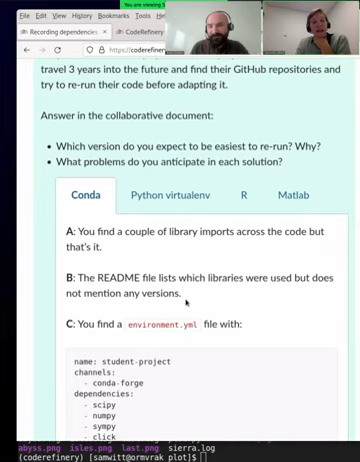 You are viewing S
File Edit View History Bookmarks Tools He
Recording dependencies × CodeRefinery
https://coderefiner
travel 3 years into the future and find their GitHub repositories and
try to re-run their code before adapting it.
Answer in the collaborative document:
• Which version do you expect to be easiest to re-run? Why?
• What problems do you anticipate in each solution?
Conda Python virtualenv R Matlab
A: You find a couple of library imports across the code but
that's it.
B: The README file lists which libraries were used but does
not mention any versions.
C: You find a environment.yml file with:
name: student-project
channels:
- conda-forge
dependencies:
- scipy
- numpy
- sympy
- click
abyss.png isles.png last.png sierra.log
(coderefinery) [samwitt@ormvrak plot]$